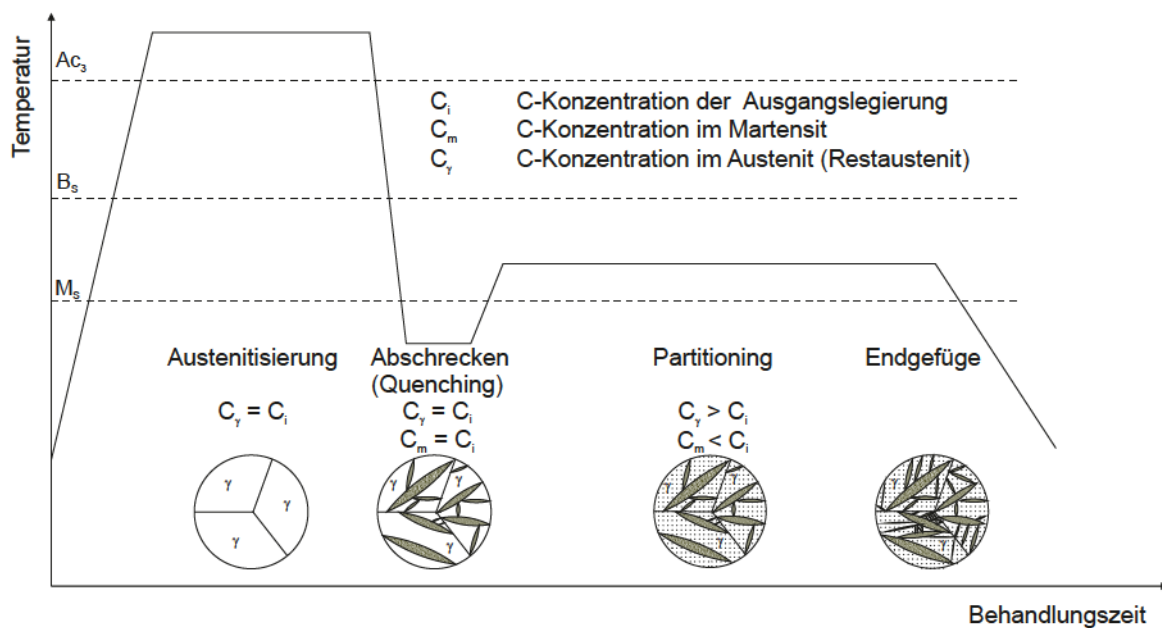 Temperatur
Ac₃
Cᵢ C-Konzentration der Ausgangslegierung
Cₘ C-Konzentration im Martensit
Cᵧ C-Konzentration im Austenit (Restaustenit)
Bₛ
Mₛ
Austenitisierung
Cᵧ = Cᵢ
Abschrecken
(Quenching)
Cᵧ = Cᵢ
Cₘ = Cᵢ
Partitioning
Cᵧ > Cᵢ
Cₘ < Cᵢ
Endgefüge
γ
γ
γ
γ
γ
γ
γ
γ
γ
γ
γ
Behandlungszeit